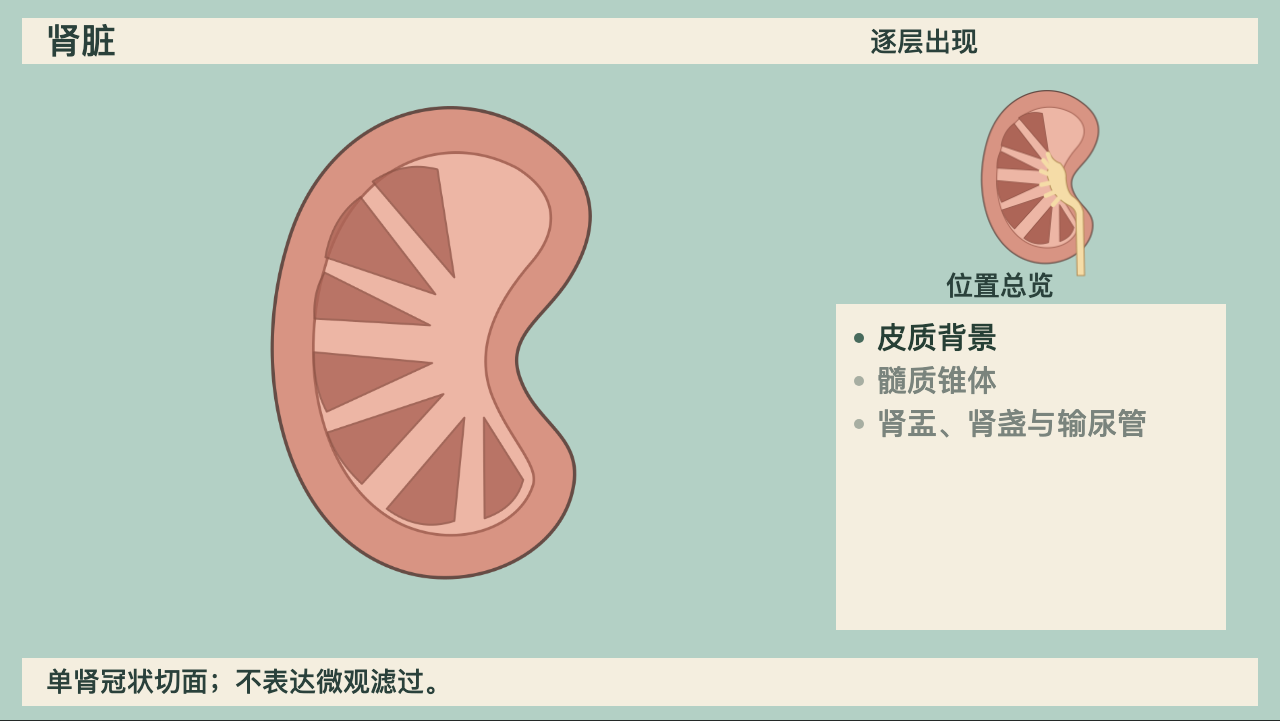 肾脏
逐层出现
位置总览
皮质背景
髓质锥体
肾盂、肾盏与输尿管
单肾冠状切面；不表达微观滤过。